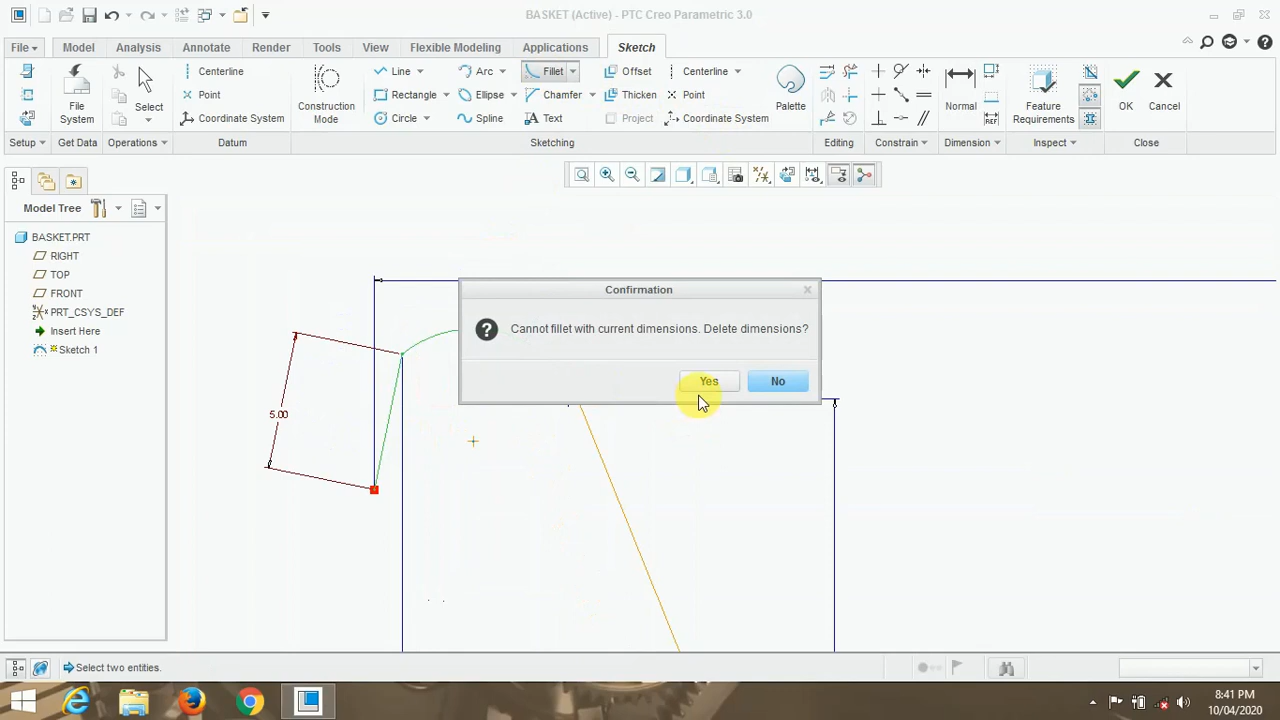 BASKET (Active) - PTC Creo Parametric 3.0
File Model Analysis Annotate Render Tools View Flexible Modeling Applications Sketch
Centerline Line Arc Fillet Offset Centerline
Point Rectangle Ellipse Chamfer Thicken Point
Coordinate System Circle Spline Text Project Coordinate System
File System
Select
Construction Mode
Palette
Normal
Feature Requirements
OK
Cancel
Setup Get Data Operations Datum Sketching Editing Constrain Dimension Inspect Close
Model Tree
BASKET.PRT
RIGHT
TOP
FRONT
PRT_CSYS_DEF
Insert Here
Sketch 1
5.00
Confirmation
Cannot fillet with current dimensions. Delete dimensions?
Yes No
Select two entities.
8:41 PM
10/04/2020